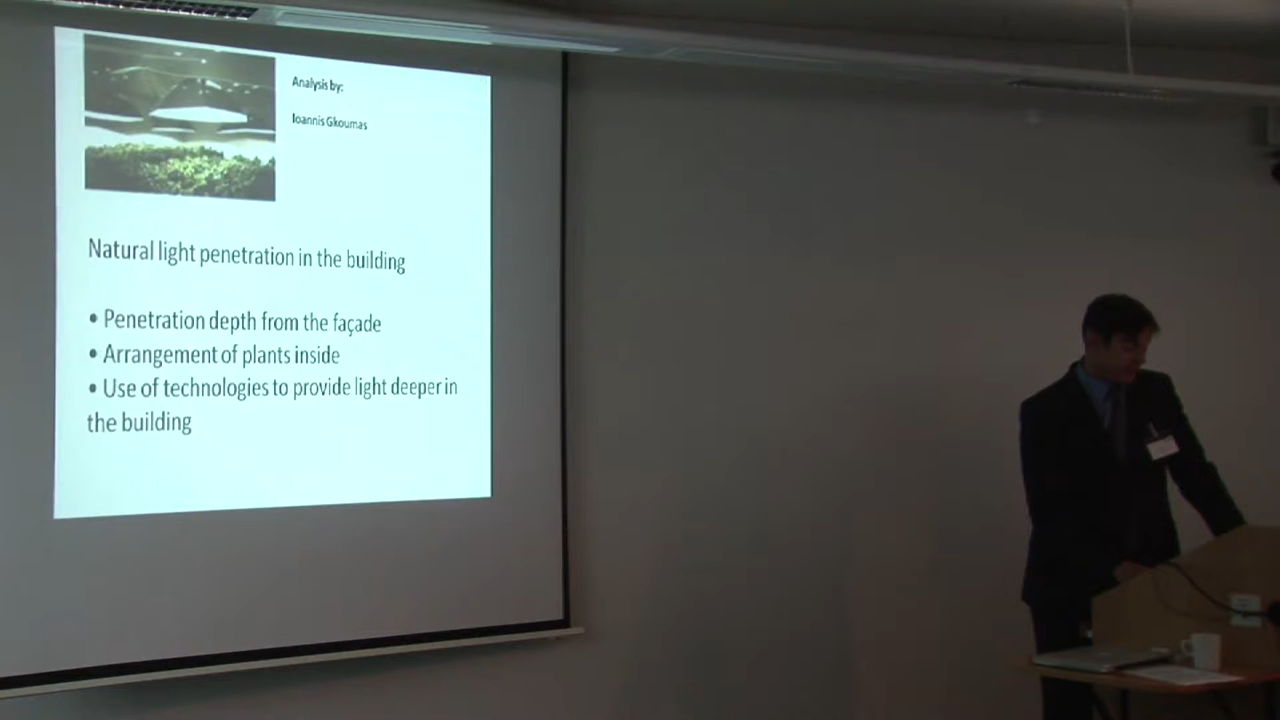 Analysis by:
Ioannis Gkoumas
Natural light penetration in the building
• Penetration depth from the façade
• Arrangement of plants inside
• Use of technologies to provide light deeper in
the building